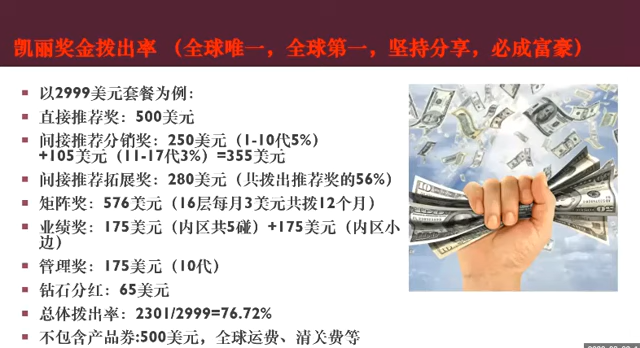 凯丽奖金拨出率 （全球唯一，全球第一，坚持分享，必成富豪）
以2999美元套餐为例：
直接推荐奖：500美元
间接推荐分销奖：250美元（1-10代5%）
+105美元（11-17代3%）=355美元
间接推荐拓展奖：280美元（共拨出推荐奖的56%）
矩阵奖：576美元（16层每月3美元共拨12个月）
业绩奖：175美元（内区共5碰）+175美元（内区小
边）
管理奖：175美元（10代）
钻石分红：65美元
总体拨出率：2301/2999=76.72%
不包含产品券:500美元，全球运费、清关费等